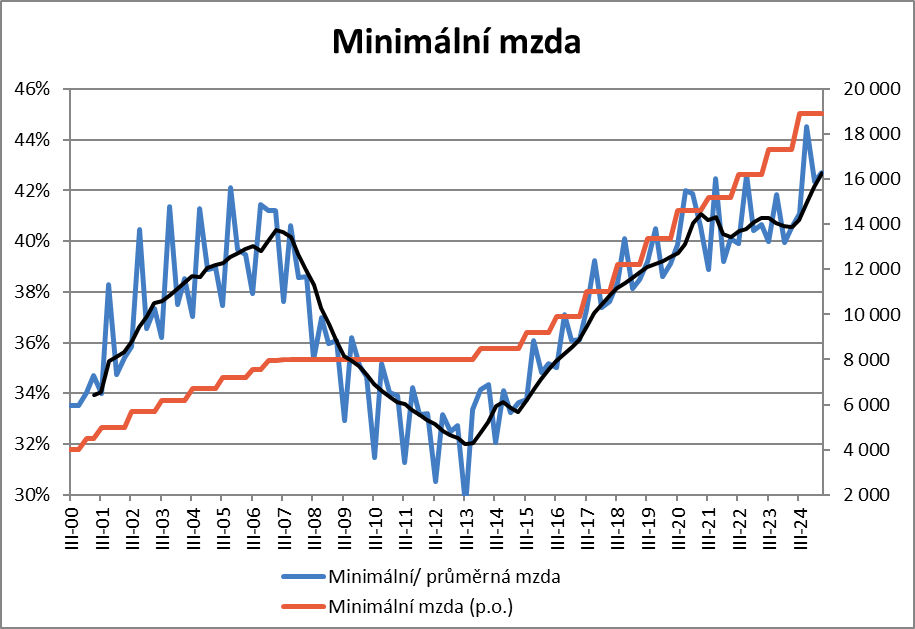 Minimální mzda
46%
44%
42%
40%
38%
36%
34%
32%
30%
20 000
18 000
16 000
14 000
12 000
10 000
8 000
6 000
4 000
2 000
III-00
III-01
III-02
III-03
III-04
III-05
III-06
III-07
III-08
III-09
III-10
III-11
III-12
III-13
III-14
III-15
III-16
III-17
III-18
III-19
III-20
III-21
III-22
III-23
III-24
Minimální/ průměrná mzda
Minimální mzda (p.o.)